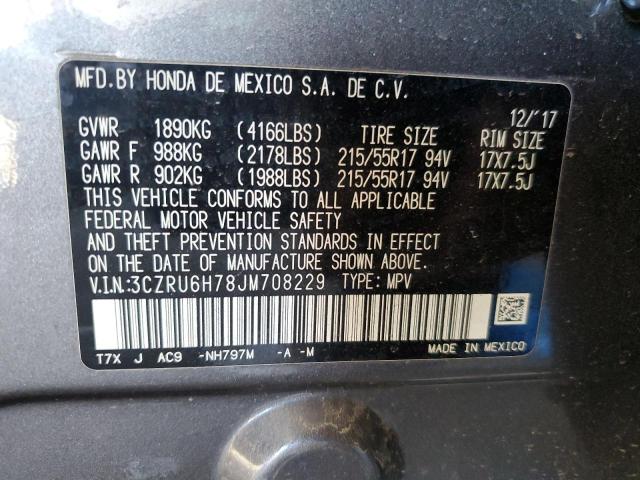 MFD.BY HONDA DE MEXICO S.A. DE C.V.
12/'17
GVWR 1890KG (4166LBS) TIRE SIZE RIM SIZE
GAWR F 988KG (2178LBS) 215/55R17 94V 17X7.5J
GAWR R 902KG (1988LBS) 215/55R17 94V 17X7.5J
THIS VEHICLE CONFORMS TO ALL APPLICABLE
FEDERAL MOTOR VEHICLE SAFETY
AND THEFT PREVENTION STANDARDS IN EFFECT
ON THE DATE OF MANUFACTURE SHOWN ABOVE.
V.I.N:3CZRU6H78JM708229 TYPE: MPV
T7X J AC9 -NH797M -A -M MADE IN MEXICO